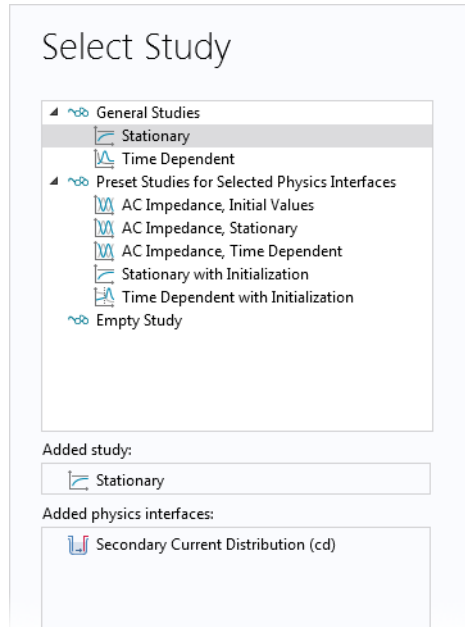 Select Study
General Studies
Stationary
Time Dependent
Preset Studies for Selected Physics Interfaces
AC Impedance, Initial Values
AC Impedance, Stationary
AC Impedance, Time Dependent
Stationary with Initialization
Time Dependent with Initialization
Empty Study
Added study:
Stationary
Added physics interfaces:
Secondary Current Distribution (cd)